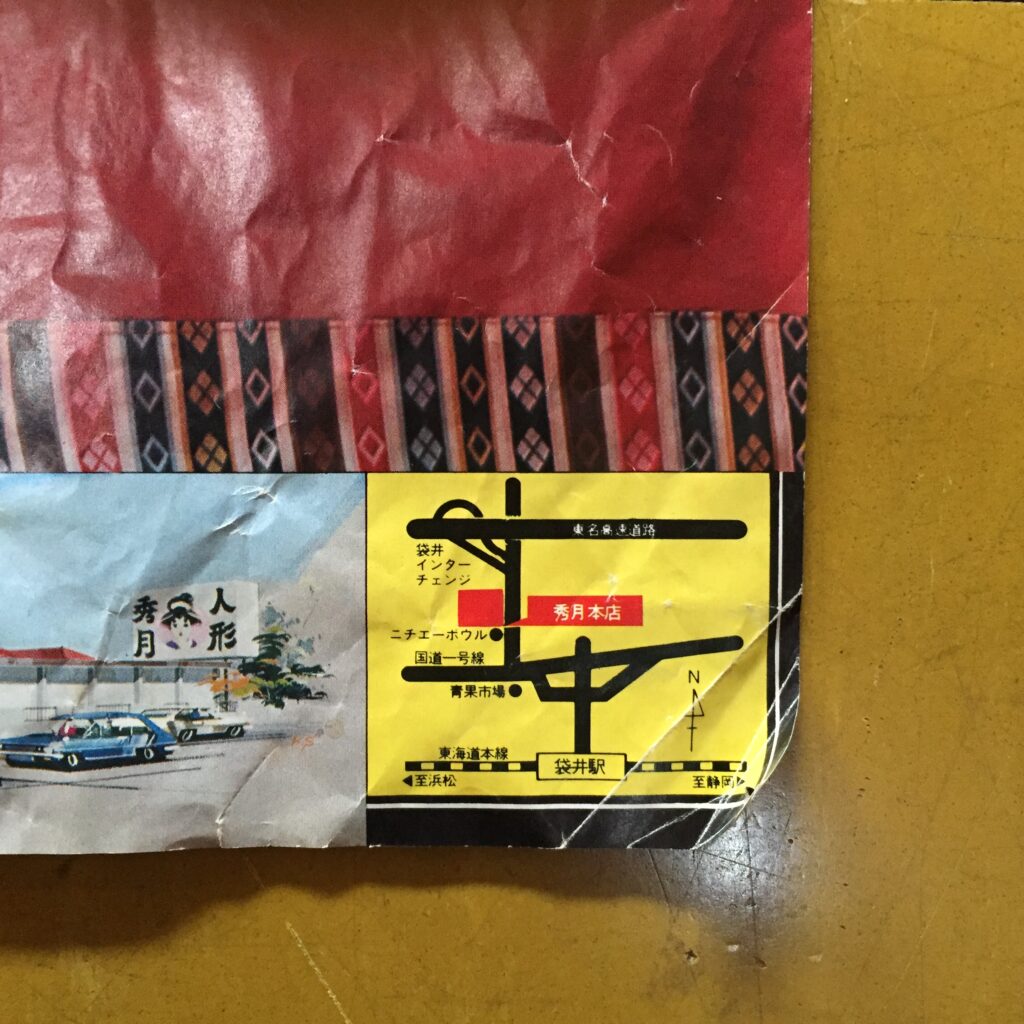 人形
秀月
東名高速道路
袋井
インター
チェンジ
秀月本店
ニチエーボウル
国道一号線
青果市場
N
東海道本線
袋井駅
至浜松
至静岡